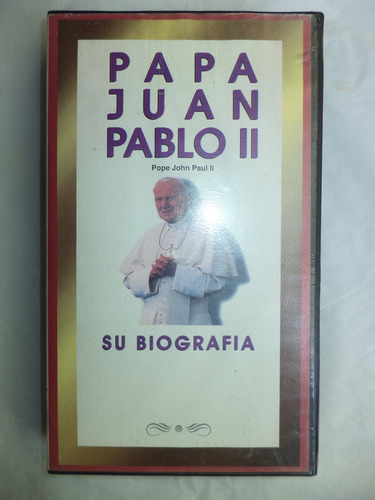 PAPA
JUAN
PABLO II
Pope John Paul II
SU BIOGRAFIA